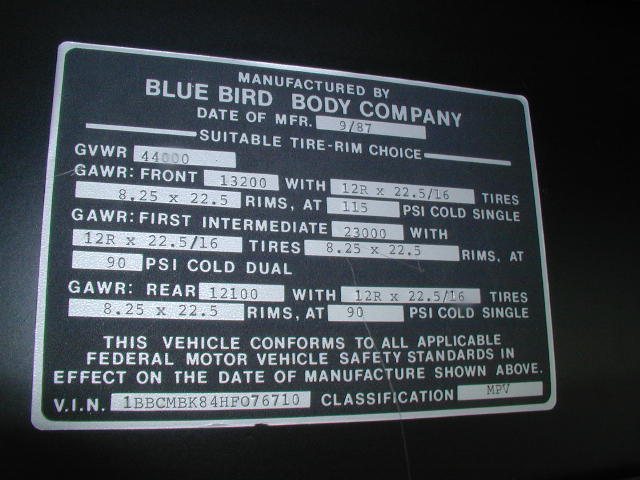 MANUFACTURED BY
BLUE BIRD BODY COMPANY
DATE OF MFR. 9/87
SUITABLE TIRE-RIM CHOICE
GVWR 44000
GAWR: FRONT 13200 WITH 12R x 22.5/16 TIRES
8.25 x 22.5 RIMS, AT 115 PSI COLD SINGLE
GAWR: FIRST INTERMEDIATE 23000 WITH
12R x 22.5/16 TIRES 8.25 x 22.5 RIMS, AT
90 PSI COLD DUAL
GAWR: REAR 12100 WITH 12R x 22.5/16 TIRES
8.25 x 22.5 RIMS, AT 90 PSI COLD SINGLE
THIS VEHICLE CONFORMS TO ALL APPLICABLE
FEDERAL MOTOR VEHICLE SAFETY STANDARDS IN
EFFECT ON THE DATE OF MANUFACTURE SHOWN ABOVE.
V.I.N. 1BBCMBK84HF076710 CLASSIFICATION MPV